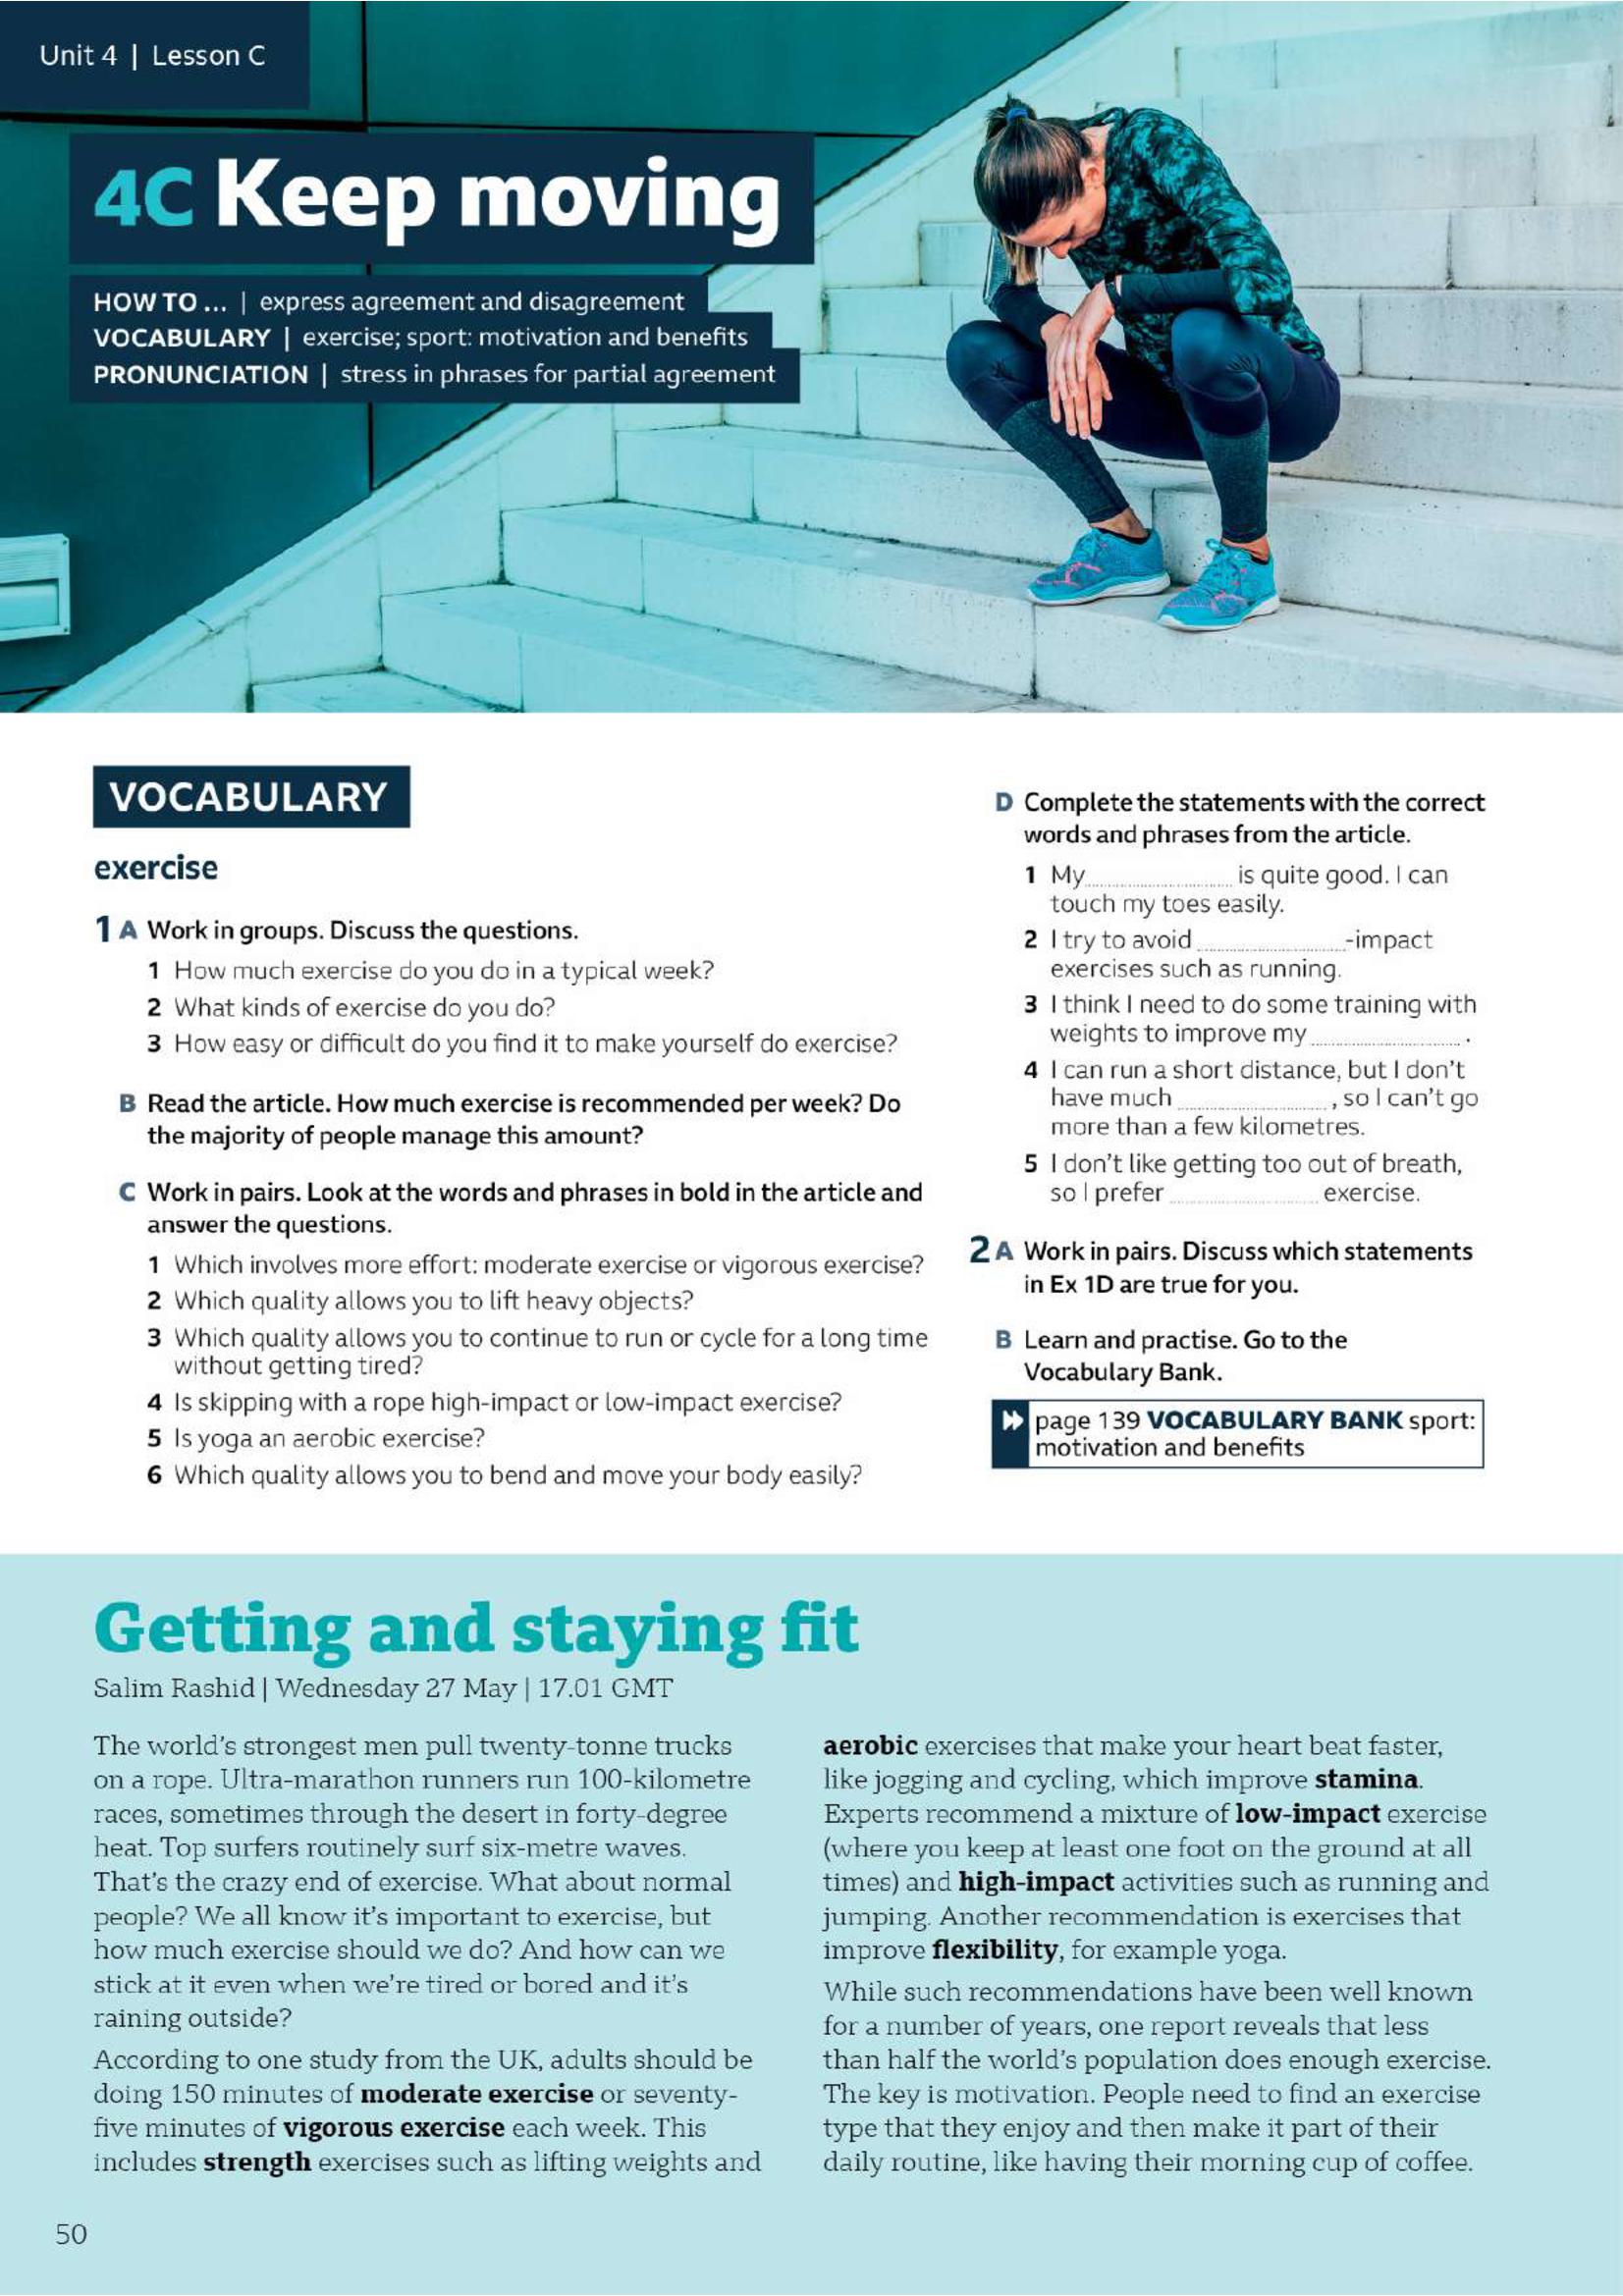 Unit 4 | Lesson C
4C Keep moving
HOW TO ... | express agreement and disagreement
VOCABULARY | exercise; sport: motivation and benefits
PRONUNCIATION | stress in phrases for partial agreement
VOCABULARY
exercise
1 A Work in groups. Discuss the questions.
1 How much exercise do you do in a typical week?
2 What kinds of exercise do you do?
3 How easy or difficult do you find it to make yourself do exercise?
B Read the article. How much exercise is recommended per week? Do
the majority of people manage this amount?
C Work in pairs. Look at the words and phrases in bold in the article and
answer the questions.
1 Which involves more effort: moderate exercise or vigorous exercise?
2 Which quality allows you to lift heavy objects?
3 Which quality allows you to continue to run or cycle for a long time
without getting tired?
4 Is skipping with a rope high-impact or low-impact exercise?
5 Is yoga an aerobic exercise?
6 Which quality allows you to bend and move your body easily?
D Complete the statements with the correct
words and phrases from the article.
1 My ............ is quite good. I can
touch my toes easily.
2 I try to avoid ............-impact
exercises such as running.
3 I think I need to do some training with
weights to improve my ............ .
4 I can run a short distance, but I don't
have much ............ , so I can't go
more than a few kilometres.
5 I don't like getting too out of breath,
so I prefer ............ exercise.
2 A Work in pairs. Discuss which statements
in Ex 1D are true for you.
B Learn and practise. Go to the
Vocabulary Bank.
page 139 VOCABULARY BANK sport:
motivation and benefits
Getting and staying fit
Salim Rashid | Wednesday 27 May | 17.01 GMT
The world's strongest men pull twenty-tonne trucks
on a rope. Ultra-marathon runners run 100-kilometre
races, sometimes through the desert in forty-degree
heat. Top surfers routinely surf six-metre waves.
That's the crazy end of exercise. What about normal
people? We all know it's important to exercise, but
how much exercise should we do? And how can we
stick at it even when we're tired or bored and it's
raining outside?
According to one study from the UK, adults should be
doing 150 minutes of moderate exercise or seventy-
five minutes of vigorous exercise each week. This
includes strength exercises such as lifting weights and
aerobic exercises that make your heart beat faster,
like jogging and cycling, which improve stamina.
Experts recommend a mixture of low-impact exercise
(where you keep at least one foot on the ground at all
times) and high-impact activities such as running and
jumping. Another recommendation is exercises that
improve flexibility, for example yoga.
While such recommendations have been well known
for a number of years, one report reveals that less
than half the world's population does enough exercise.
The key is motivation. People need to find an exercise
type that they enjoy and then make it part of their
daily routine, like having their morning cup of coffee.
50